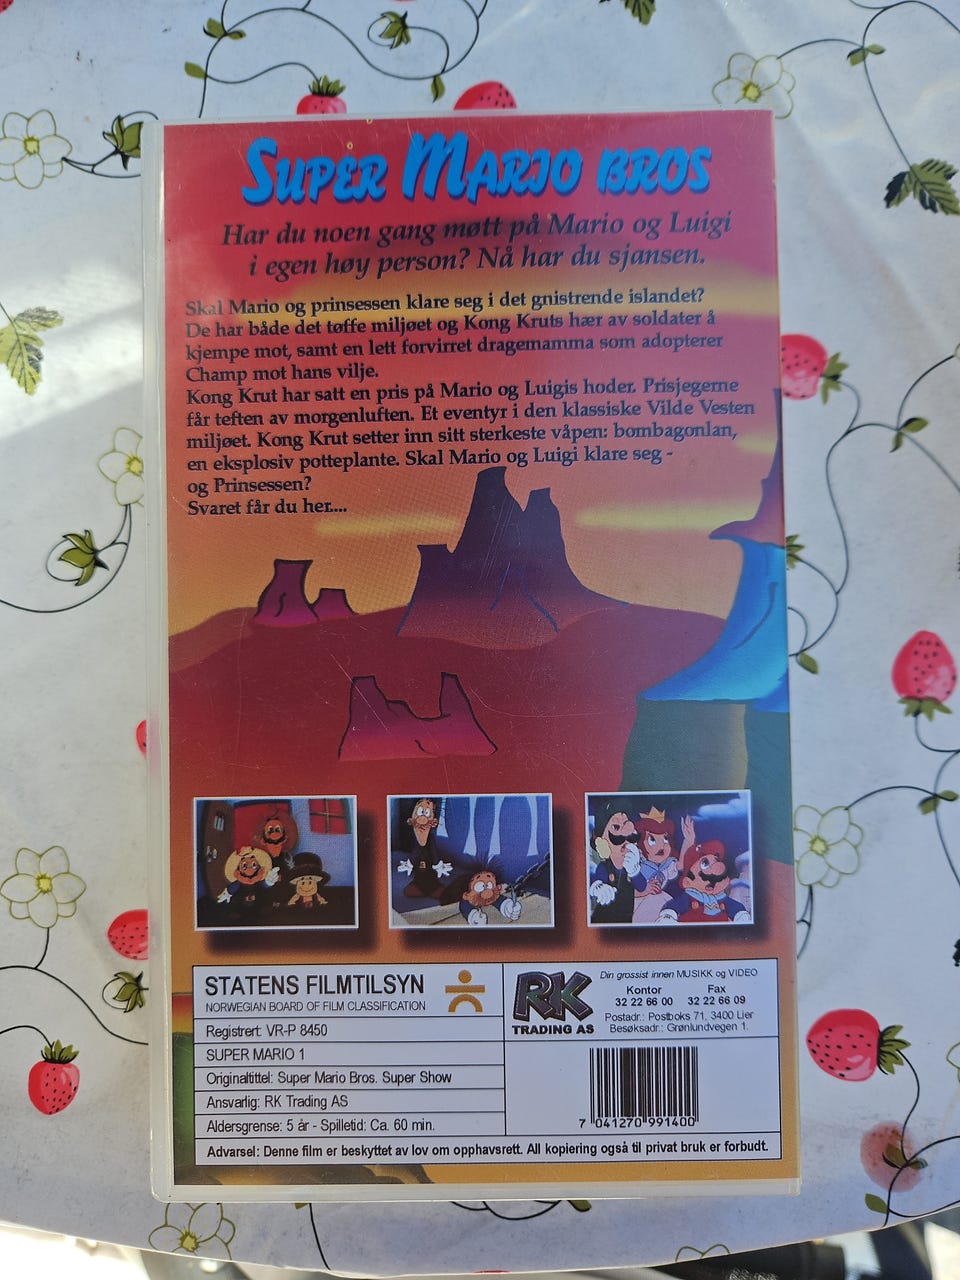 SUPER MARIO BROS
Har du noen gang møtt på Mario og Luigi
i egen høy person? Nå har du sjansen.
Skal Mario og prinsessen klare seg i det gnistrende islandet?
De har både det tøffe miljøet og Kong Kruts hær av soldater å
kjempe mot, samt en lett forvirret dragemamma som adopterer
Champ mot hans vilje.
Kong Krut har satt en pris på Mario og Luigis hoder. Prisjegerne
får teften av morgenluften. Et eventyr i den klassiske Vilde Vesten
miljøet. Kong Krut setter inn sitt sterkeste våpen: bombagonlan,
en eksplosiv potteplante. Skal Mario og Luigi klare seg -
og Prinsessen?
Svaret får du her....
STATENS FILMTILSYN
NORWEGIAN BOARD OF FILM CLASSIFICATION
Registrert: VR-P 8450
SUPER MARIO 1
Originaltittel: Super Mario Bros. Super Show
Ansvarlig: RK Trading AS
Aldersgrense: 5 år - Spilletid: Ca. 60 min.
RK
TRADING AS
Din grossist innen MUSIKK og VIDEO
Kontor Fax
32 22 66 00 32 22 66 09
Postadr.: Postboks 71, 3400 Lier
Besøksadr.: Grønlundvegen 1.
7 041270 991400
Advarsel: Denne film er beskyttet av lov om opphavsrett. All kopiering også til privat bruk er forbudt.